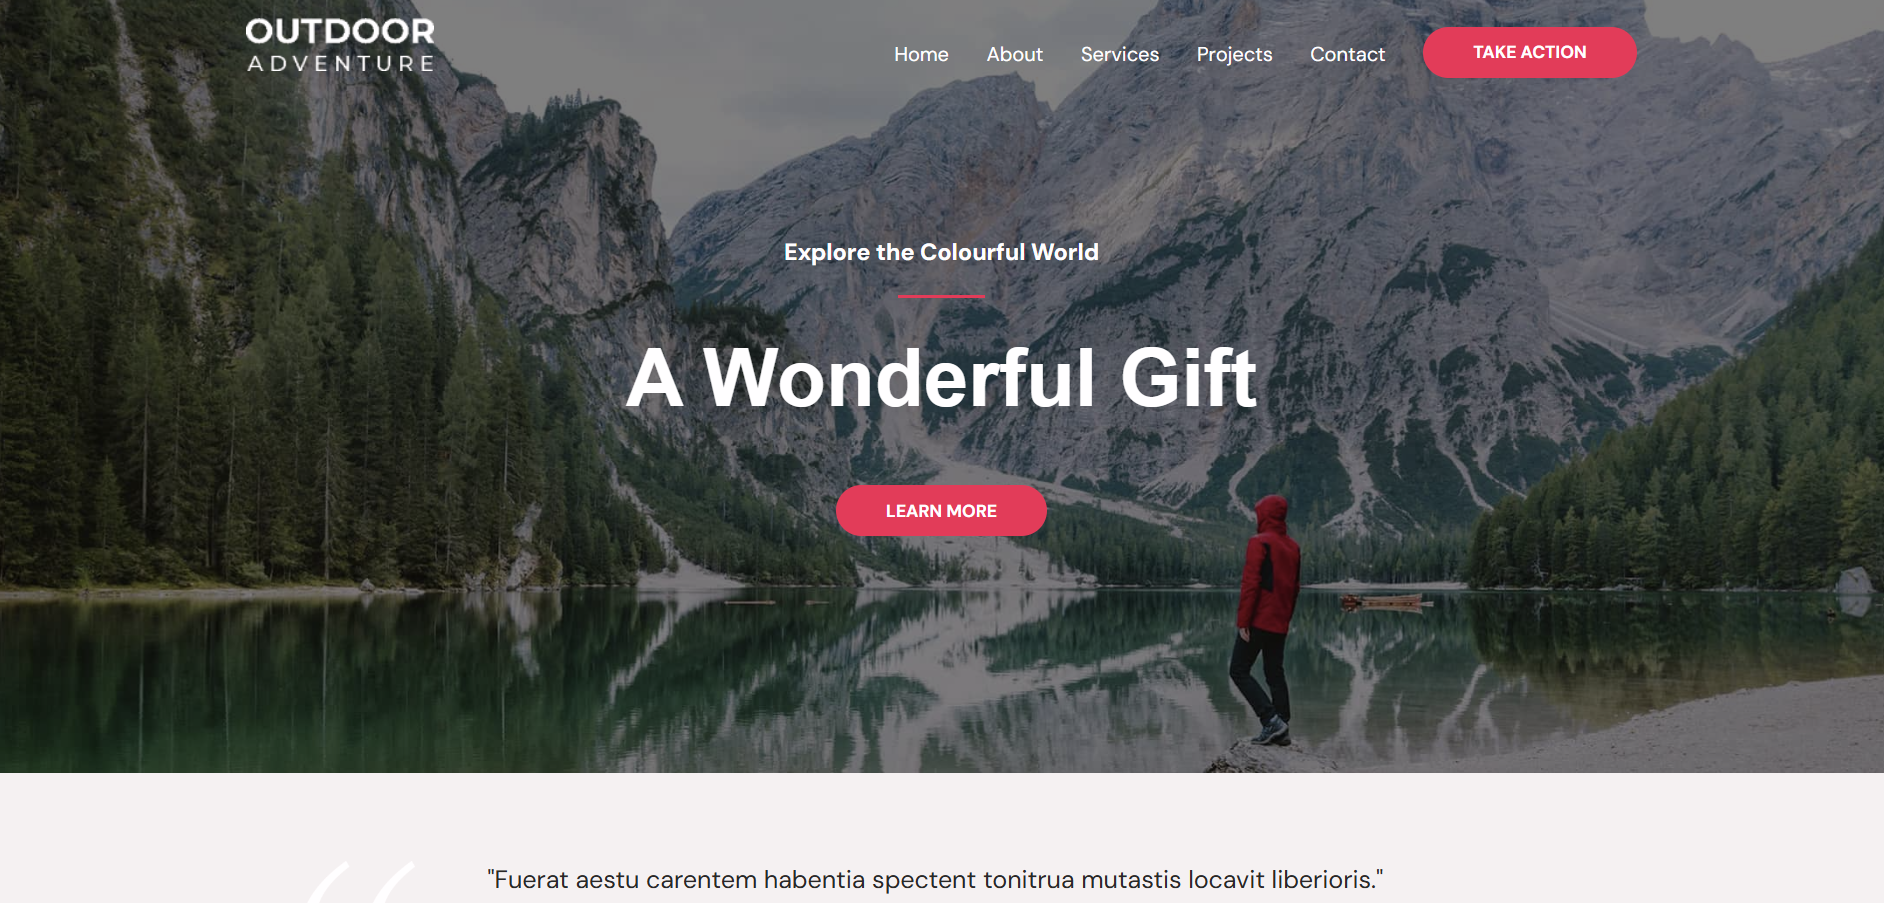 OUTDOOR
ADVENTURE
Home About Services Projects Contact TAKE ACTION
Explore the Colourful World
A Wonderful Gift
LEARN MORE
"Fuerat aestu carentem habentia spectent tonitrua mutastis locavit liberioris."